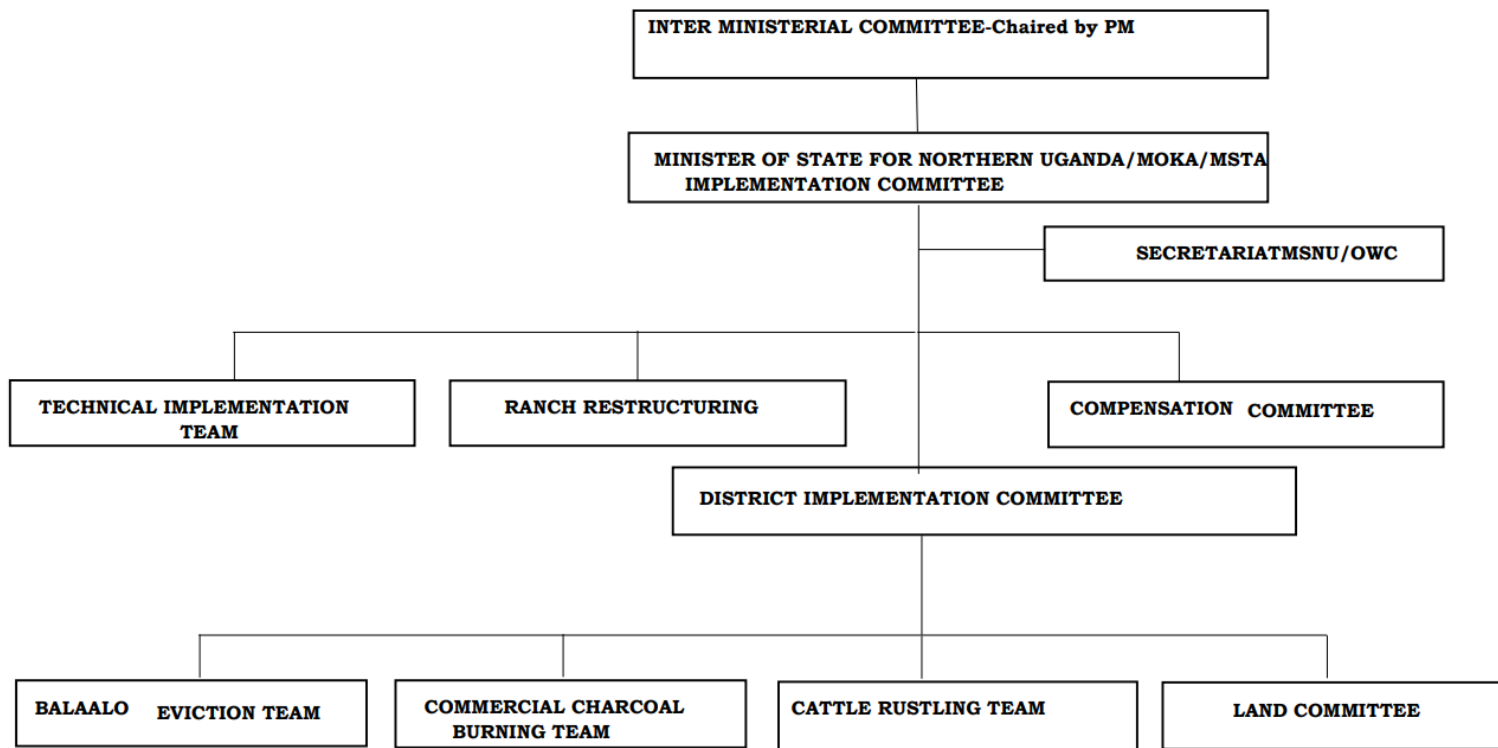 INTER MINISTERIAL COMMITTEE-Chaired by PM
MINISTER OF STATE FOR NORTHERN UGANDA/MOKA/MSTA
IMPLEMENTATION COMMITTEE
SECRETARIATMSNU/OWC
TECHNICAL IMPLEMENTATION
TEAM
RANCH RESTRUCTURING
COMPENSATION COMMITTEE
DISTRICT IMPLEMENTATION COMMITTEE
BALAALO EVICTION TEAM
COMMERCIAL CHARCOAL
BURNING TEAM
CATTLE RUSTLING TEAM
LAND COMMITTEE